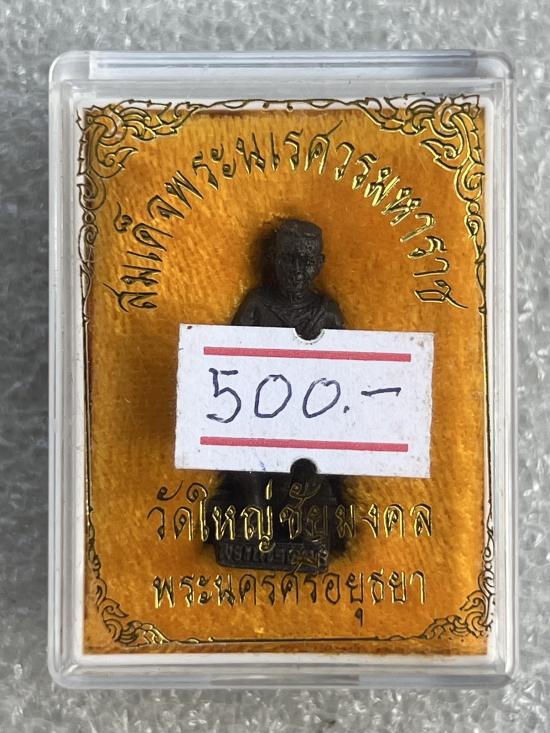 สมเด็จพระนเรศวรมหาราช
500.-
วัดใหญ่ชัยมงคล
พระนครศรีอยุธยา